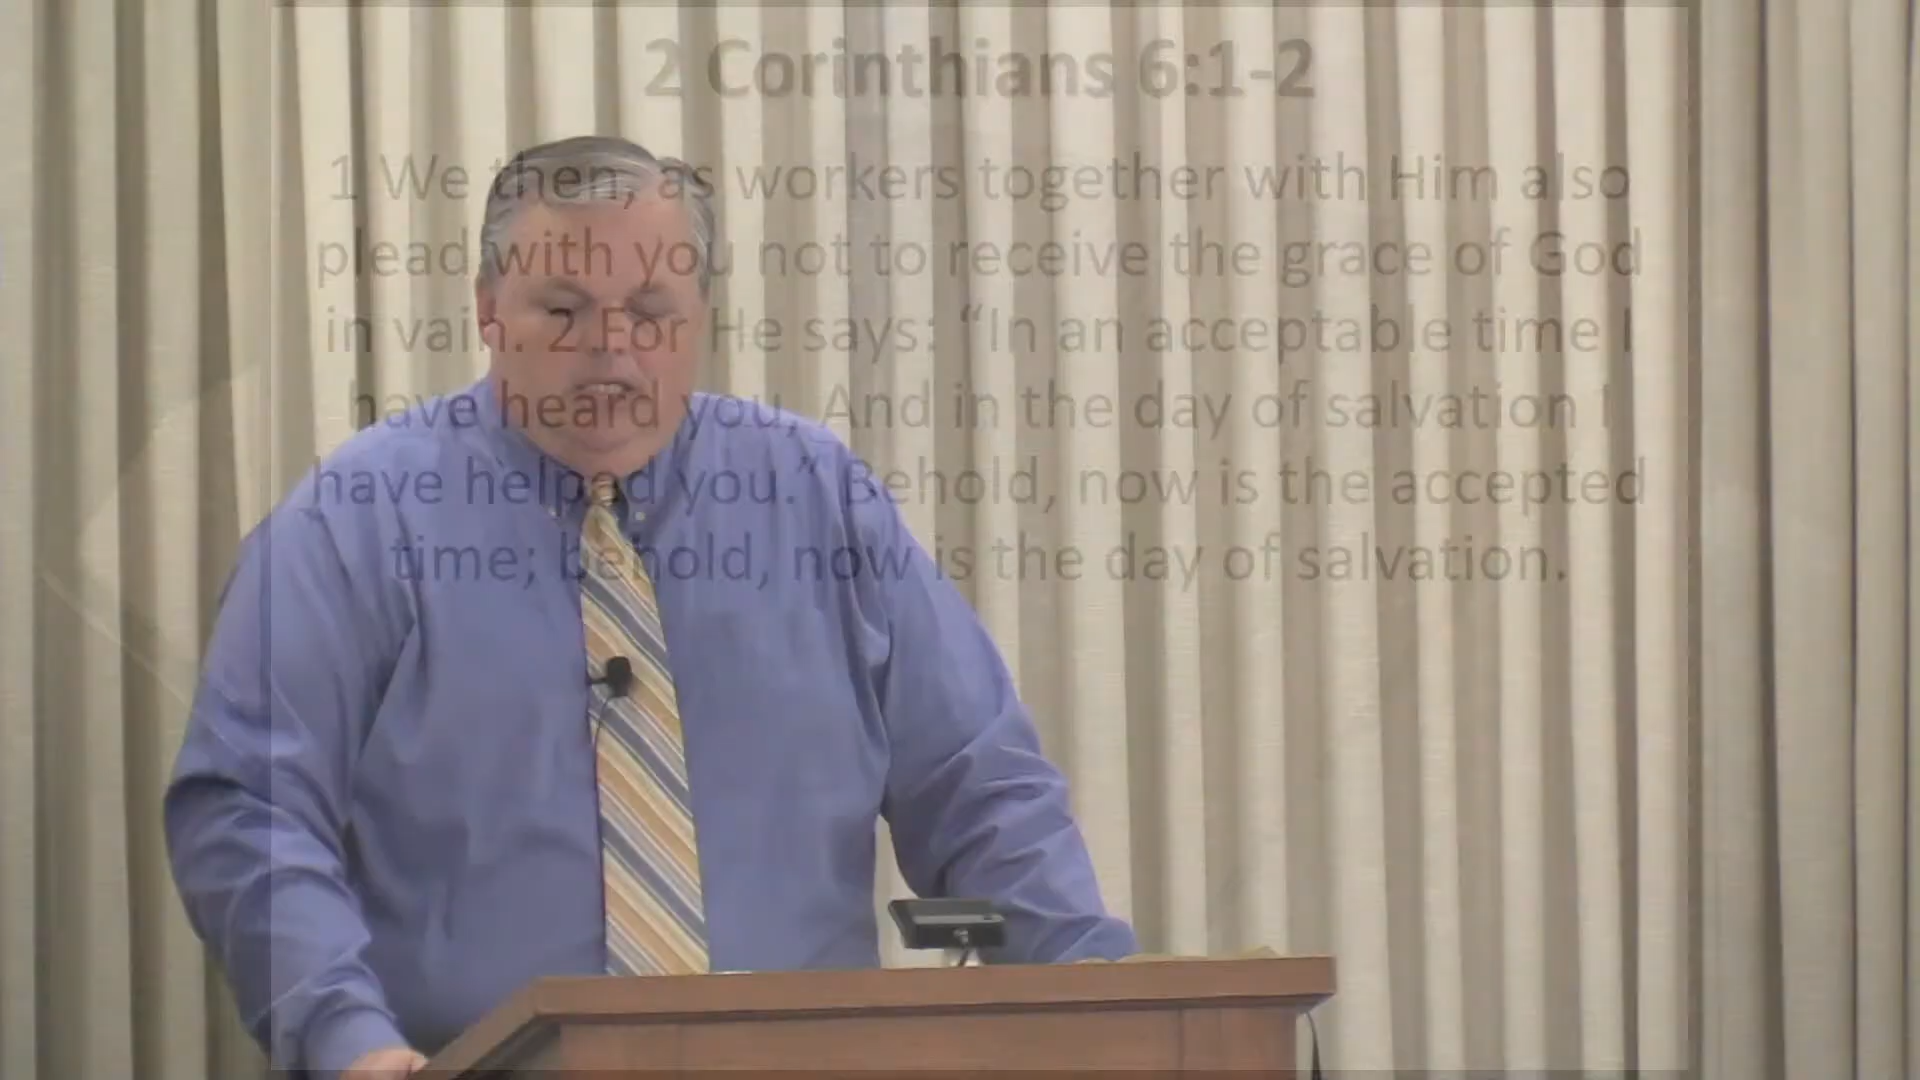 2 Corinthians 6:1-2
1 We then, as workers together with Him also
plead with you not to receive the grace of God
in vain. 2 For He says: “In an acceptable time I
have heard you, And in the day of salvation I
have helped you.” Behold, now is the accepted
time; behold, now is the day of salvation.